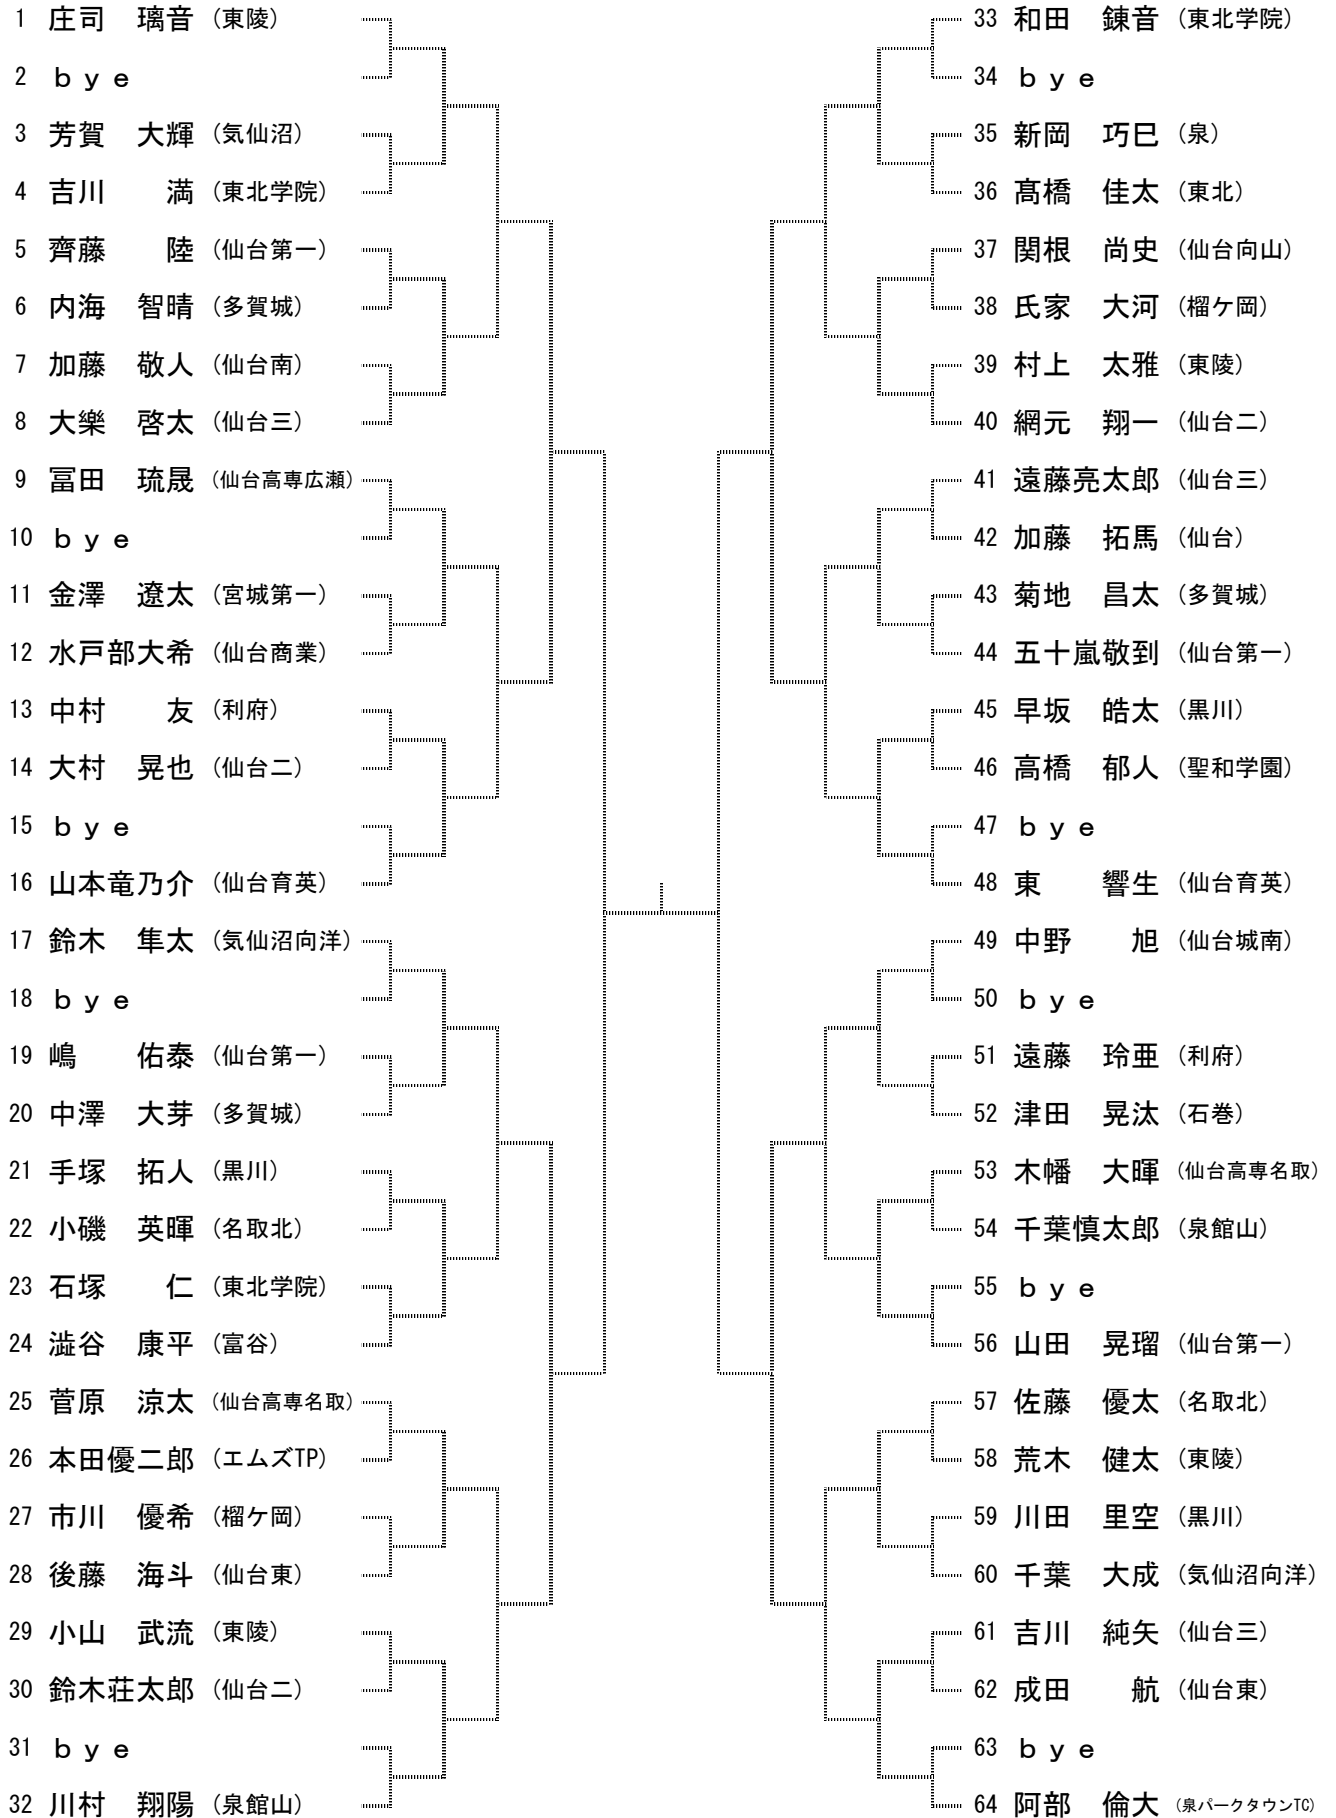 1 庄司　璃音 (東陵)
2 ｂｙｅ
3 芳賀　大輝 (気仙沼)
4 吉川　　満 (東北学院)
5 齊藤　　陸 (仙台第一)
6 内海　智晴 (多賀城)
7 加藤　敬人 (仙台南)
8 大樂　啓太 (仙台三)
9 冨田　琉晟 (仙台高専広瀬)
10 ｂｙｅ
11 金澤　遼太 (宮城第一)
12 水戸部大希 (仙台商業)
13 中村　　友 (利府)
14 大村　晃也 (仙台二)
15 ｂｙｅ
16 山本竜乃介 (仙台育英)
17 鈴木　隼太 (気仙沼向洋)
18 ｂｙｅ
19 嶋　　佑泰 (仙台第一)
20 中澤　大芽 (多賀城)
21 手塚　拓人 (黒川)
22 小磯　英暉 (名取北)
23 石塚　　仁 (東北学院)
24 澁谷　康平 (富谷)
25 菅原　涼太 (仙台高専名取)
26 本田優二郎 (エムズTP)
27 市川　優希 (榴ケ岡)
28 後藤　海斗 (仙台東)
29 小山　武流 (東陵)
30 鈴木荘太郎 (仙台二)
31 ｂｙｅ
32 川村　翔陽 (泉館山)
33 和田　錬音 (東北学院)
34 ｂｙｅ
35 新岡　巧巳 (泉)
36 髙橋　佳太 (東北)
37 関根　尚史 (仙台向山)
38 氏家　大河 (榴ケ岡)
39 村上　太雅 (東陵)
40 網元　翔一 (仙台二)
41 遠藤亮太郎 (仙台三)
42 加藤　拓馬 (仙台)
43 菊地　昌太 (多賀城)
44 五十嵐敬到 (仙台第一)
45 早坂　皓太 (黒川)
46 高橋　郁人 (聖和学園)
47 ｂｙｅ
48 東　　響生 (仙台育英)
49 中野　　旭 (仙台城南)
50 ｂｙｅ
51 遠藤　玲亜 (利府)
52 津田　晃汰 (石巻)
53 木幡　大暉 (仙台高専名取)
54 千葉慎太郎 (泉館山)
55 ｂｙｅ
56 山田　晃瑠 (仙台第一)
57 佐藤　優太 (名取北)
58 荒木　健太 (東陵)
59 川田　里空 (黒川)
60 千葉　大成 (気仙沼向洋)
61 吉川　純矢 (仙台三)
62 成田　　航 (仙台東)
63 ｂｙｅ
64 阿部　倫大 (泉パークタウンTC)